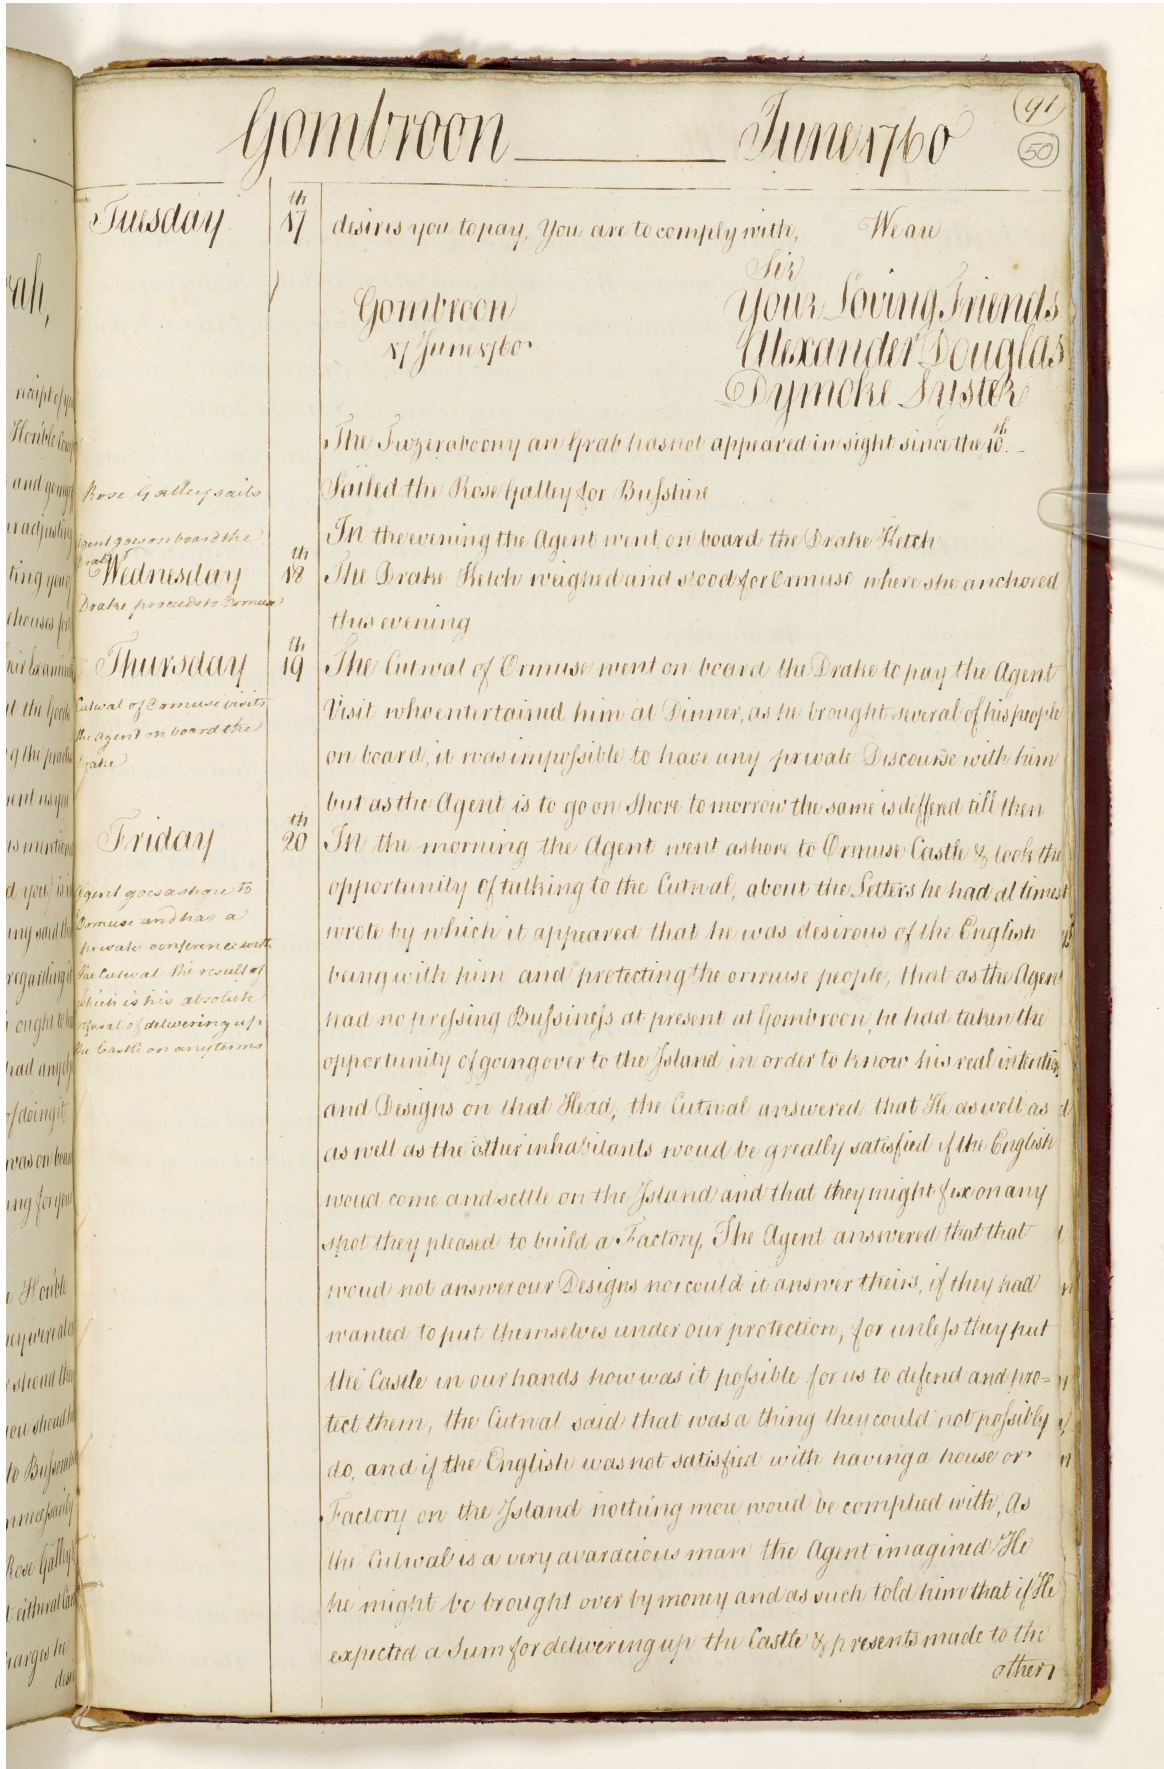 Gombroon ——— June 1760
(91)
50
Tuesday 17th desires you to pay, You are to comply with, We are
Sir
Gombroon Your Loving Friends
17 June 1760. Alexander Douglas
Dymoke Lyster
The an Grab has not appeared in sight since the 10th.
Rose Galley sails Sailed the Rose Galley for Busshire
Agent goes on board the In the evening the Agent went on board the Drake Ketch
Wednesday 18th The Drake Ketch weighed and stood for Ormuse where she anchored
Drake proceeds to Ormuse this evening
Thursday 19th The Cutwal of Ormuse went on board the Drake to pay the Agent
Cutwal of Ormuse visits Visit who entertained him at Dinner, as he brought several of his people
the Agent on board the
Drake on board, it was impossible to have any private Discourse with him
but as the Agent is to go on shore to morrow the same is deffered till then
Friday 20th In the morning the Agent went ashore to Ormuse Castle & took the
Agent goes ashore to opportunity of talking to the Cutwal, about the Letters he had at times
Ormuse and has a wrote by which it appeared that he was desirous of the English
private conference with
the Cutwal the result of being with him and protecting the ormuse people, that as the Agent
which is his absolute had no pressing Bussiness at present at Gombroon, he had taken the
refusal of delivering up
the Castle on any terms opportunity of going over to the Island in order to know his real intention
and Designs on that Head, the Cutwal answered that He as well as
as well as the other inhabitants woud be greatly satisfied if the English
woud come and settle on the Island and that they might fix on any
spot they pleased to build a Factory, The Agent answered that that
woud not answer our Designs nor could it answer theirs, if they had
wanted to put themselves under our protection, for unless they put
the Castle in our hands how was it possible for us to defend and pro=
tect them, the Cutwal said that was a thing they could not possibly
do, and if the English was not satisfied with having a house or
Factory on the Island nothing more woud be complied with, As
the Cutwal is a very avaracious man the Agent imagined He
he might be brought over by money and as such told him that if He
expected a Sum for delivering up the Castle & presents made to the
other